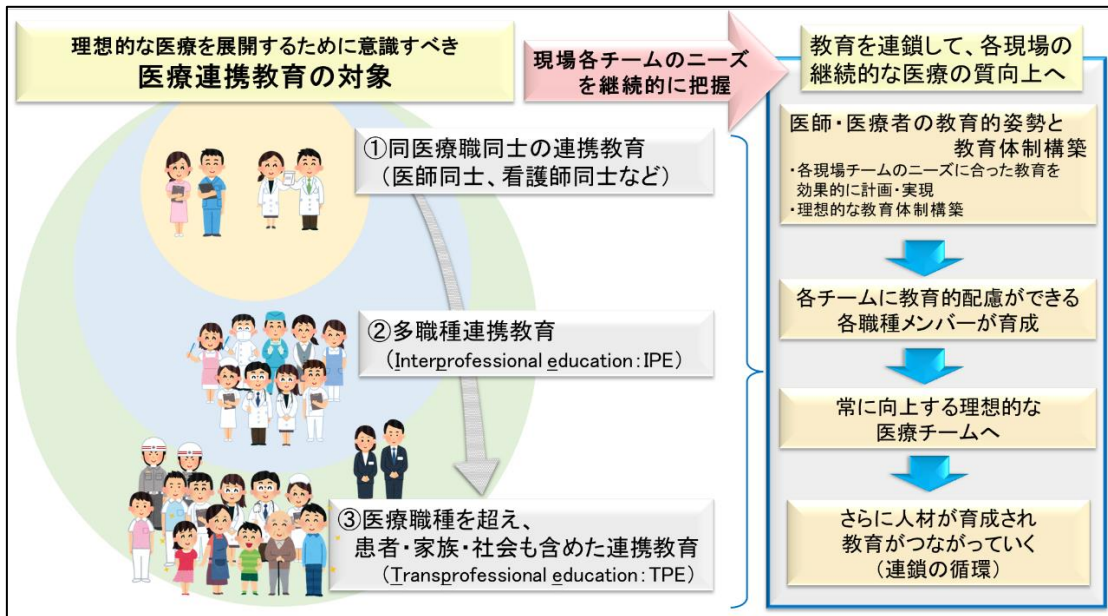 理想的な医療を展開するために意識すべき
医療連携教育の対象
現場各チームのニーズ
を継続的に把握
教育を連鎖して、各現場の
継続的な医療の質向上へ
①同医療職同士の連携教育
（医師同士、看護師同士など）
②多職種連携教育
（Interprofessional education：IPE）
③医療職種を超え、
患者・家族・社会も含めた連携教育
（Transprofessional education：TPE）
医師・医療者の教育的姿勢と
教育体制構築
・各現場チームのニーズに合った教育を
効果的に計画・実現
・理想的な教育体制構築
各チームに教育的配慮ができる
各職種メンバーが育成
常に向上する理想的な
医療チームへ
さらに人材が育成され
教育がつながっていく
（連鎖の循環）